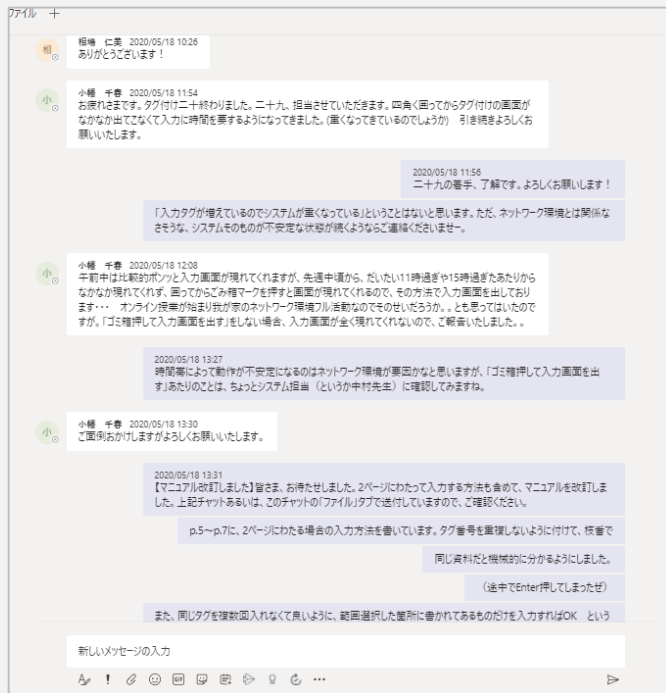 ファイル
相
相場 仁美 2020/05/18 10:26
ありがとうございます！
小
小幡 千春 2020/05/18 11:54
お疲れさまです。タグ付け二十終わりました。二十九、担当させていただきます。四角く囲ってからタグ付けの画面が
なかなか出てこなくて入力に時間を要するようになってきました。(重くなってきているのでしょうか) 引き続きよろしくお
願いいたします。
2020/05/18 11:56
二十九の着手、了解です。よろしくお願いします！
「入力タグが増えているのでシステムが重くなっている」ということはないと思います。ただ、ネットワーク環境とは関係な
さそうな、システムそのものが不安定な状態が続くようならご連絡くださいませー。
小
小幡 千春 2020/05/18 12:08
午前中は比較的ポンッと入力画面が現れてくれますが、先週中頃から、だいたい11時過ぎや15時過ぎたあたりから
なかなか現れてくれず、囲ってからごみ箱マークを押すと画面が現れてくれるので、その方法で入力画面を出しており
ます・・・ オンライン授業が始まり我が家のネットワーク環境フル活動なのでそのせいだろうか。。とも思ってはいたので
すが。「ゴミ箱押して入力画面を出す」をしない場合、入力画面が全く現れてくれないので、ご報告いたしました。。
2020/05/18 13:27
時間帯によって動作が不安定になるのはネットワーク環境が要因かなと思いますが、「ゴミ箱押して入力画面を出
す」あたりのことは、ちょっとシステム担当（というか中村先生）に確認してみますね。
小
小幡 千春 2020/05/18 13:30
ご面倒おかけしますがよろしくお願いいたします。
2020/05/18 13:31
【マニュアル改訂しました】皆さま、お待たせしました。2ページにわたって入力する方法も含めて、マニュアルを改訂しま
した。上記チャットあるいは、このチャットの「ファイル」タブで送付していますので、ご確認ください。
p.5～p.7に、2ページにわたる場合の入力方法を書いています。タグ番号を重複しないように付けて、枝番で
同じ資料だと機械的に分かるようにしました。
（途中でEnter押してしまったぜ）
また、同じタグを複数回入れなくて良いように、範囲選択した箇所に書かれてあるものだけを入力すればOK という
新しいメッセージの入力